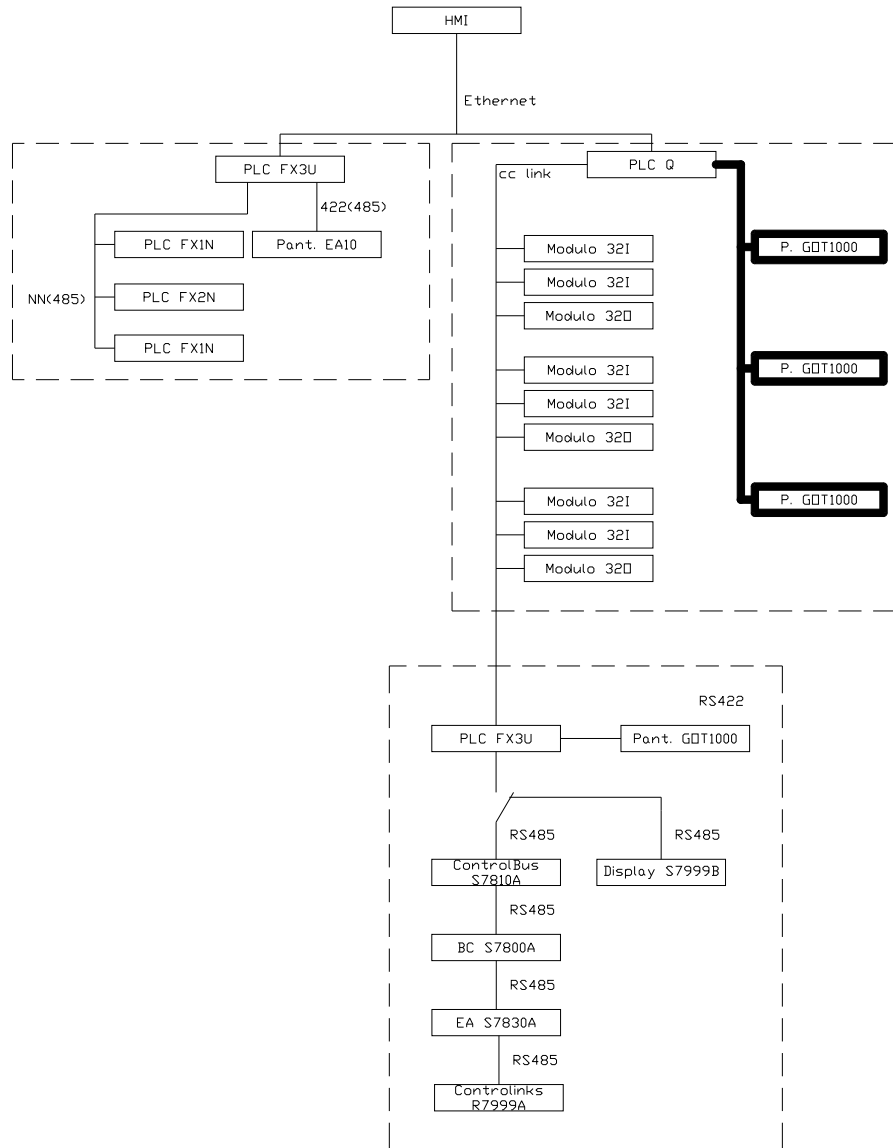 HMI
Ethernet
PLC FX3U
422(485)
PLC FX1N
Pant. EA10
NN(485)
PLC FX2N
PLC FX1N
PLC Q
cc link
Modulo 32I
Modulo 32I
Modulo 32O
Modulo 32I
Modulo 32I
Modulo 32O
Modulo 32I
Modulo 32I
Modulo 32O
P. GOT1000
P. GOT1000
P. GOT1000
RS422
PLC FX3U
Pant. GOT1000
RS485
RS485
ControlBus
S7810A
Display S7999B
RS485
BC S7800A
RS485
EA S7830A
RS485
Controlinks
R7999A